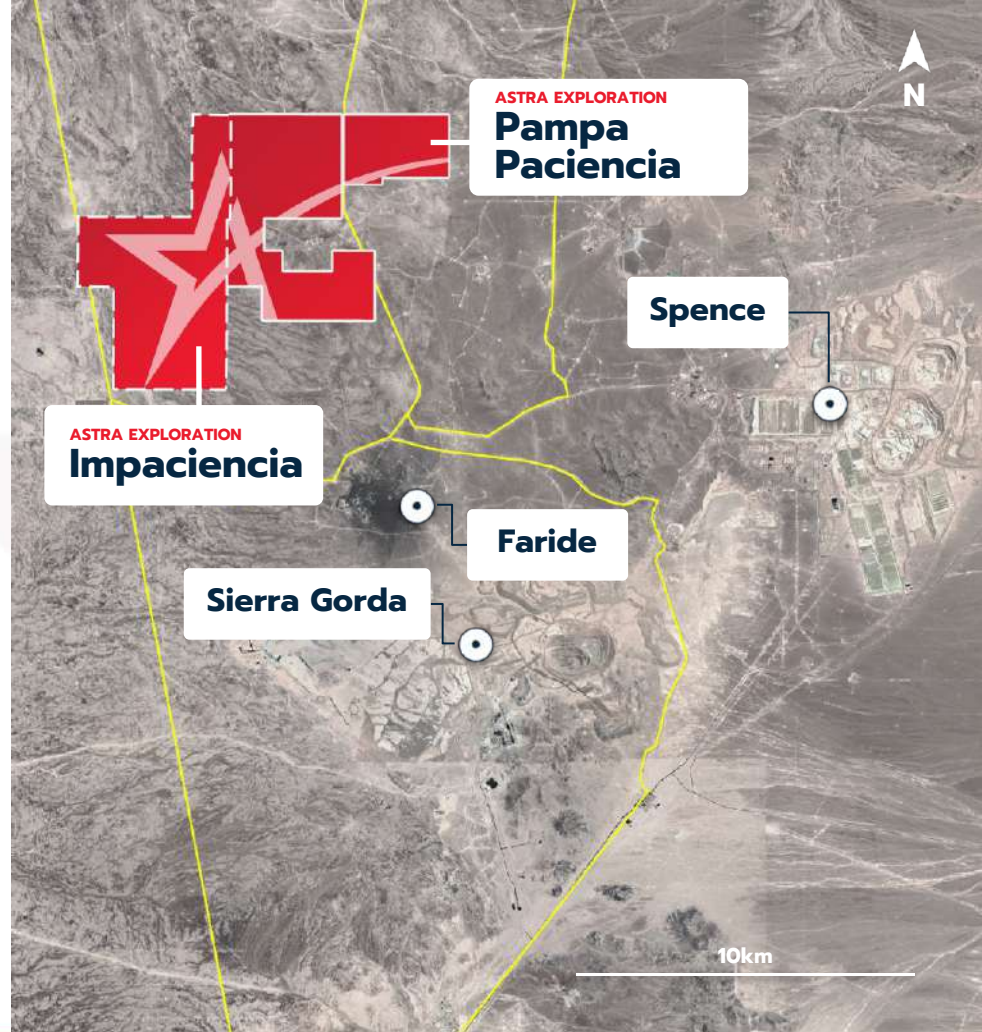 N
ASTRA EXPLORATION
Pampa
Paciencia
Spence
ASTRA EXPLORATION
Impaciencia
Faride
Sierra Gorda
10km